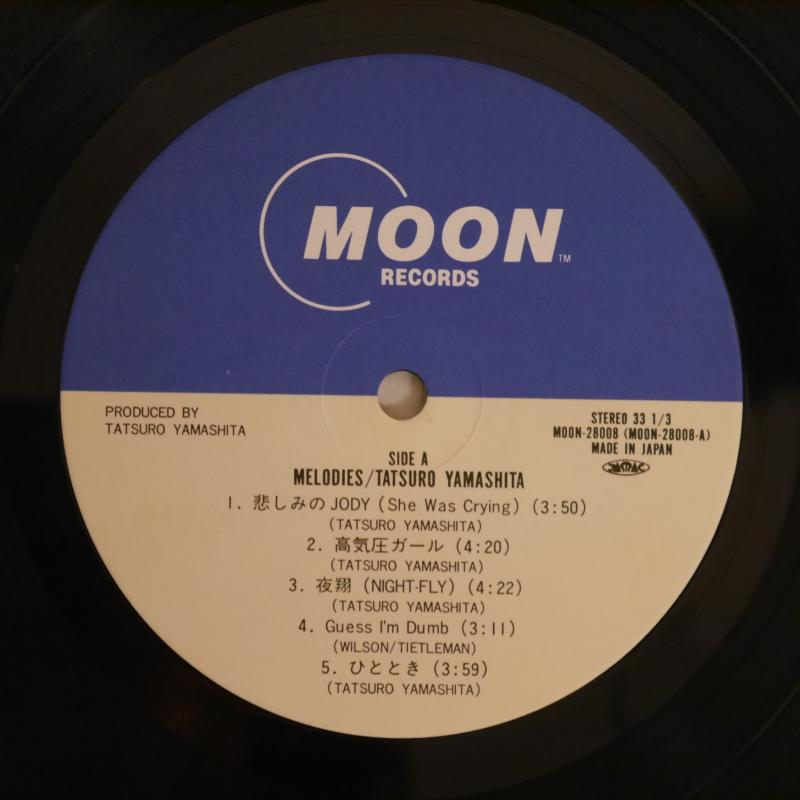 MOON
TM
RECORDS
PRODUCED BY
TATSURO YAMASHITA
STEREO 33 1/3
MOON-28008 (MOON-28008-A)
MADE IN JAPAN
JASRAC
SIDE A
MELODIES/TATSURO YAMASHITA
1. 悲しみのJODY (She Was Crying) (3:50)
(TATSURO YAMASHITA)
2. 高気圧ガール (4:20)
(TATSURO YAMASHITA)
3. 夜翔 (NIGHT-FLY) (4:22)
(TATSURO YAMASHITA)
4. Guess I'm Dumb (3:11)
(WILSON/TIETLEMAN)
5. ひととき (3:59)
(TATSURO YAMASHITA)